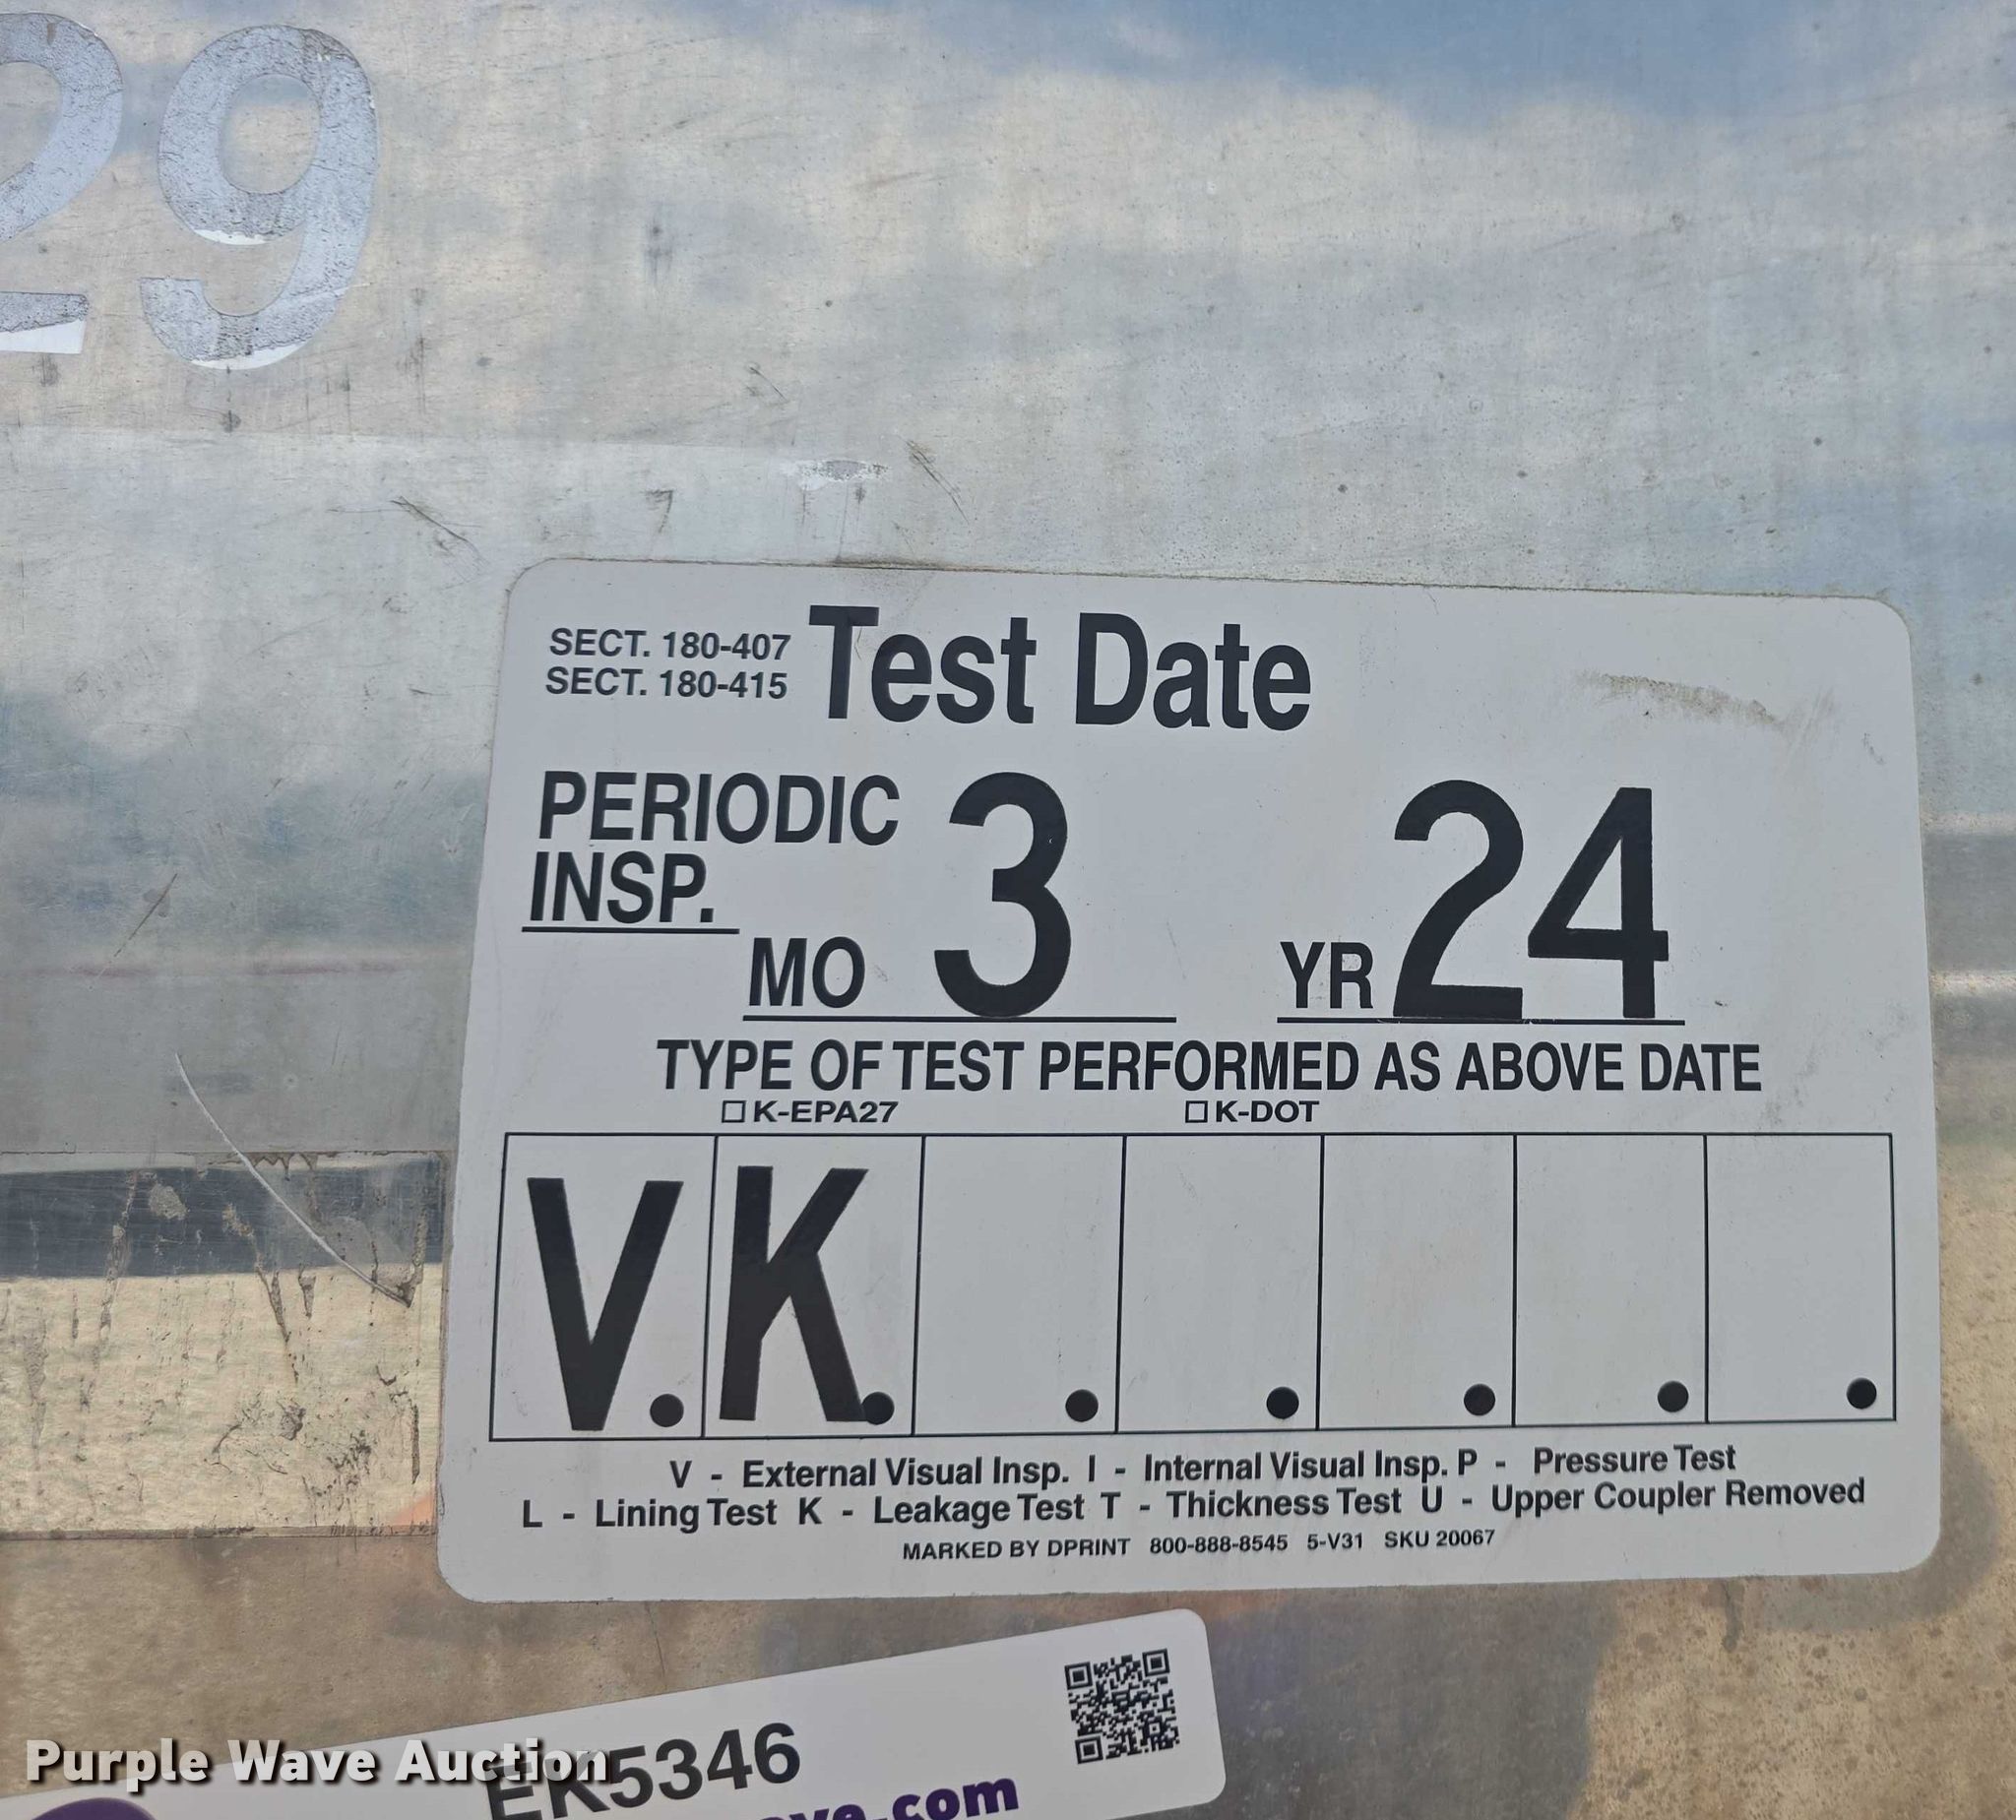 29
SECT. 180-407
SECT. 180-415
Test Date
PERIODIC
INSP.
MO 3
YR 24
TYPE OF TEST PERFORMED AS ABOVE DATE
☐ K-EPA27 ☐ K-DOT
V. K. . . . . .
V - External Visual Insp. I - Internal Visual Insp. P - Pressure Test
L - Lining Test K - Leakage Test T - Thickness Test U - Upper Coupler Removed
MARKED BY DPRINT 800-888-8545 5-V31 SKU 20067
EK5346
Purple Wave Auction
.com